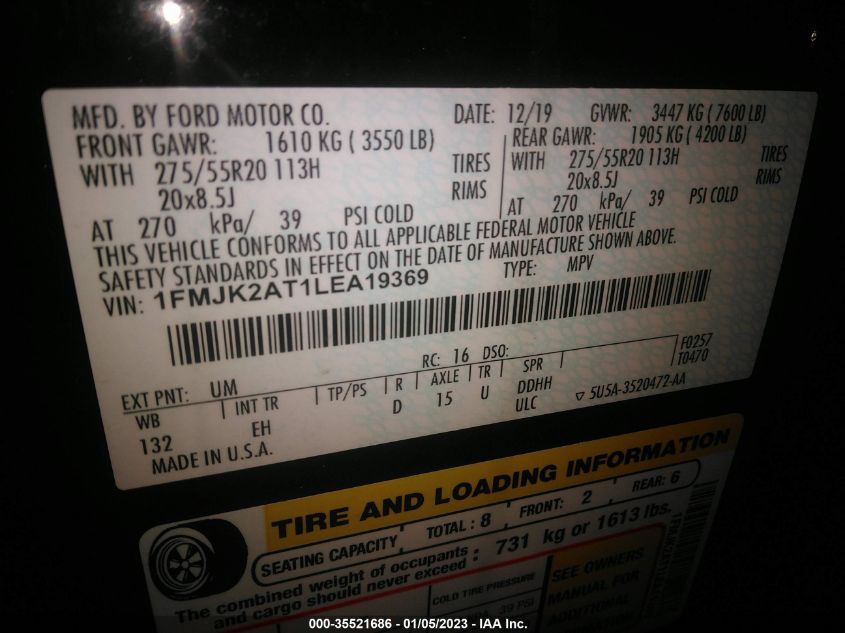 MFD. BY FORD MOTOR CO. DATE: 12/19 GVWR: 3447 KG ( 7600 LB)
FRONT GAWR: 1610 KG ( 3550 LB) REAR GAWR: 1905 KG ( 4200 LB)
WITH 275/55R20 113H TIRES WITH 275/55R20 113H TIRES
20x8.5J RIMS 20x8.5J RIMS
AT 270 kPa/ 39 PSI COLD AT 270 kPa/ 39 PSI COLD
THIS VEHICLE CONFORMS TO ALL APPLICABLE FEDERAL MOTOR VEHICLE
SAFETY STANDARDS IN EFFECT ON THE DATE OF MANUFACTURE SHOWN ABOVE.
VIN: 1FMJK2AT1LEA19369 TYPE: MPV
EXT PNT: UM RC: 16 DSO: F0257
WB INT TR TP/PS R AXLE TR SPR T0470
132 EH D 15 U DDHH
ULC 5U5A-3520472-AA
MADE IN U.S.A.
TIRE AND LOADING INFORMATION
SEATING CAPACITY TOTAL : 8 FRONT: 2 REAR: 6
The combined weight of occupants
and cargo should never exceed : 731 kg or 1613 lbs.
COLD TIRE PRESSURE
39 PSI
SEE OWNERS
MANUAL FOR
ADDITIONAL
000-35521686 - 01/05/2023 - IAA Inc.